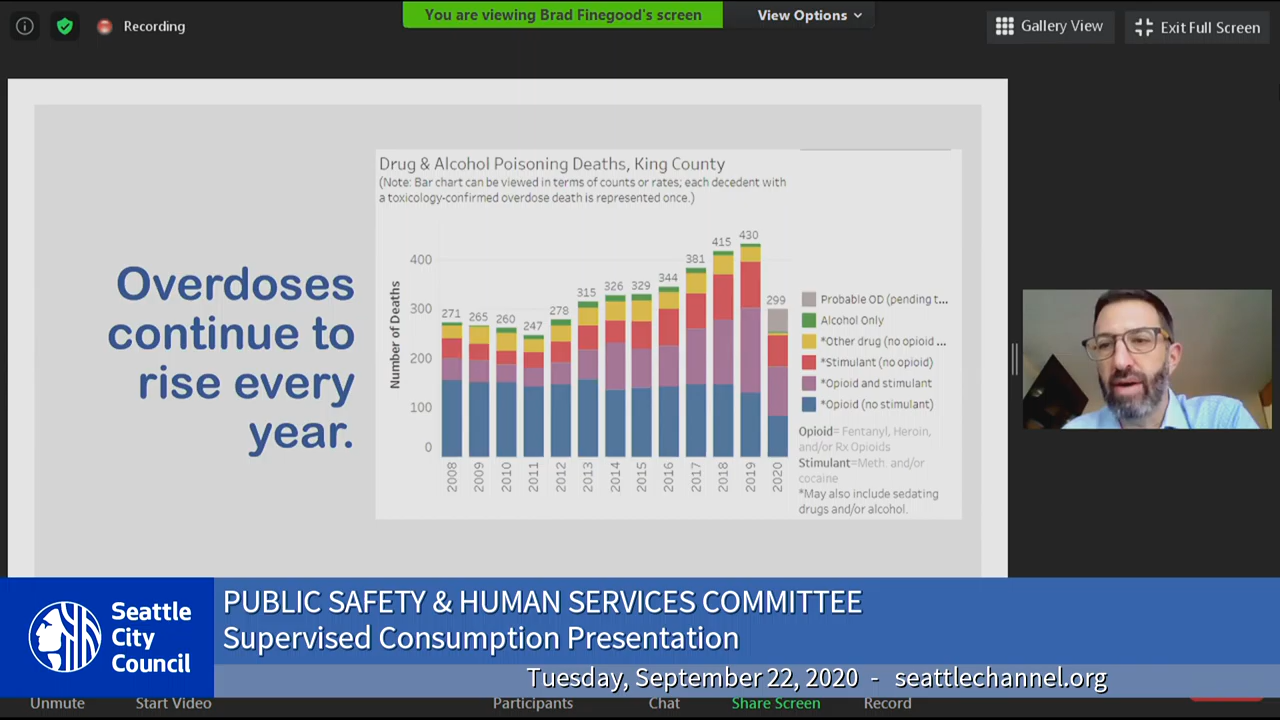 You are viewing Brad Finegood's screen
View Options
Recording
Gallery View
Exit Full Screen
Overdoses
continue to
rise every
year.
Drug & Alcohol Poisoning Deaths, King County
(Note: Bar chart can be viewed in terms of counts or rates; each decedent with
a toxicology-confirmed overdose death is represented once.)
Number of Deaths
400
300
200
100
0
271
265
260
247
278
315
326
329
344
381
415
430
299
2008
2009
2010
2011
2012
2013
2014
2015
2016
2017
2018
2019
2020
Probable OD (pending t...
Alcohol Only
*Other drug (no opioid ...
*Stimulant (no opioid)
*Opioid and stimulant
*Opioid (no stimulant)
Opioid= Fentanyl, Heroin,
and/or Rx Opioids
Stimulant=Meth. and/or
cocaine
*May also include sedating
drugs and/or alcohol.
Seattle
City
Council
PUBLIC SAFETY & HUMAN SERVICES COMMITTEE
Supervised Consumption Presentation
Tuesday, September 22, 2020 - seattlechannel.org
Unmute
Start Video
Participants
Chat
Share Screen
Record